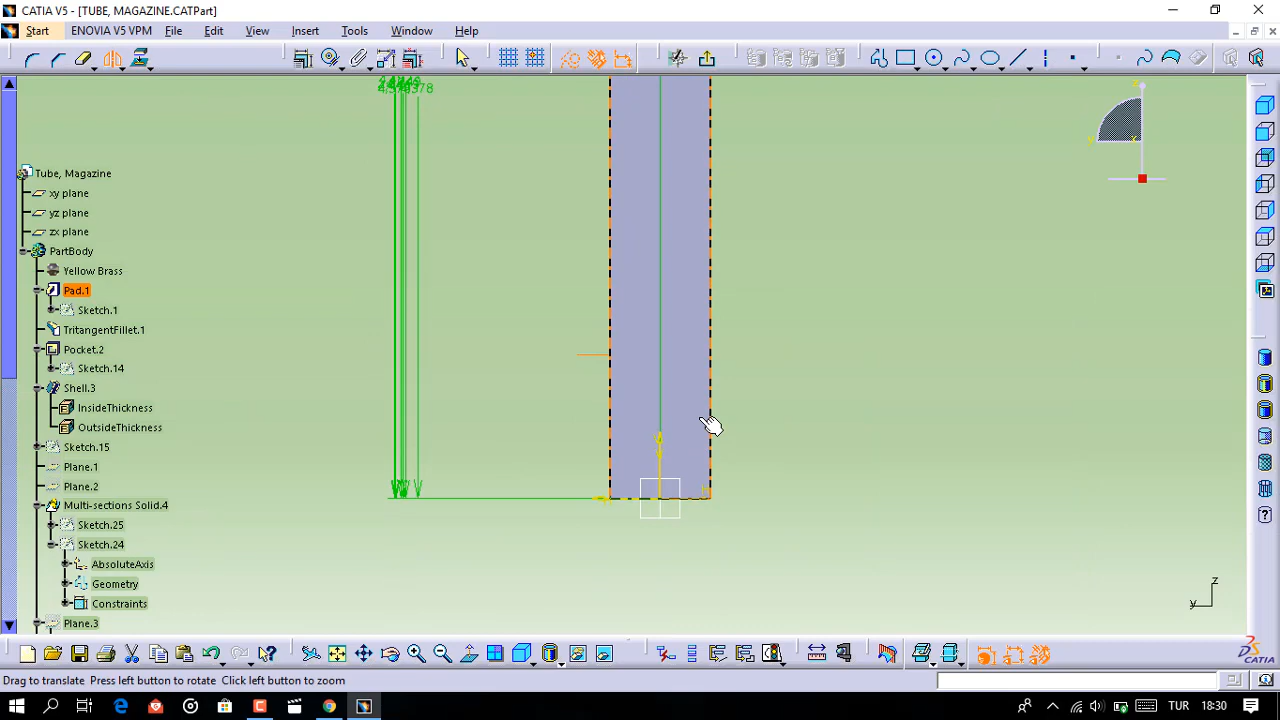 CATIA V5 - [TUBE, MAGAZINE.CATPart]
Start ENOVIA V5 VPM File Edit View Insert Tools Window Help
z
y
Tube, Magazine
xy plane
yz plane
zx plane
PartBody
Yellow Brass
Pad.1
Sketch.1
TritangentFillet.1
Pocket.2
Sketch.14
Shell.3
InsideThickness
OutsideThickness
Sketch.15
Plane.1
Plane.2
Multi-sections Solid.4
Sketch.25
Sketch.24
AbsoluteAxis
Geometry
Constraints
Plane.3
V
H
z
y
CATIA
Drag to translate Press left button to rotate Click left button to zoom
TUR 18:30